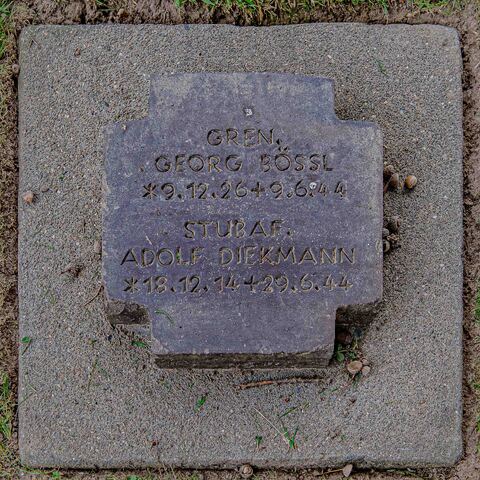 GREN.
GEORG BÖSSL
*9.12.26+9.6.44
STUBAF.
ADOLF DIEKMANN
*18.12.14+29.6.44